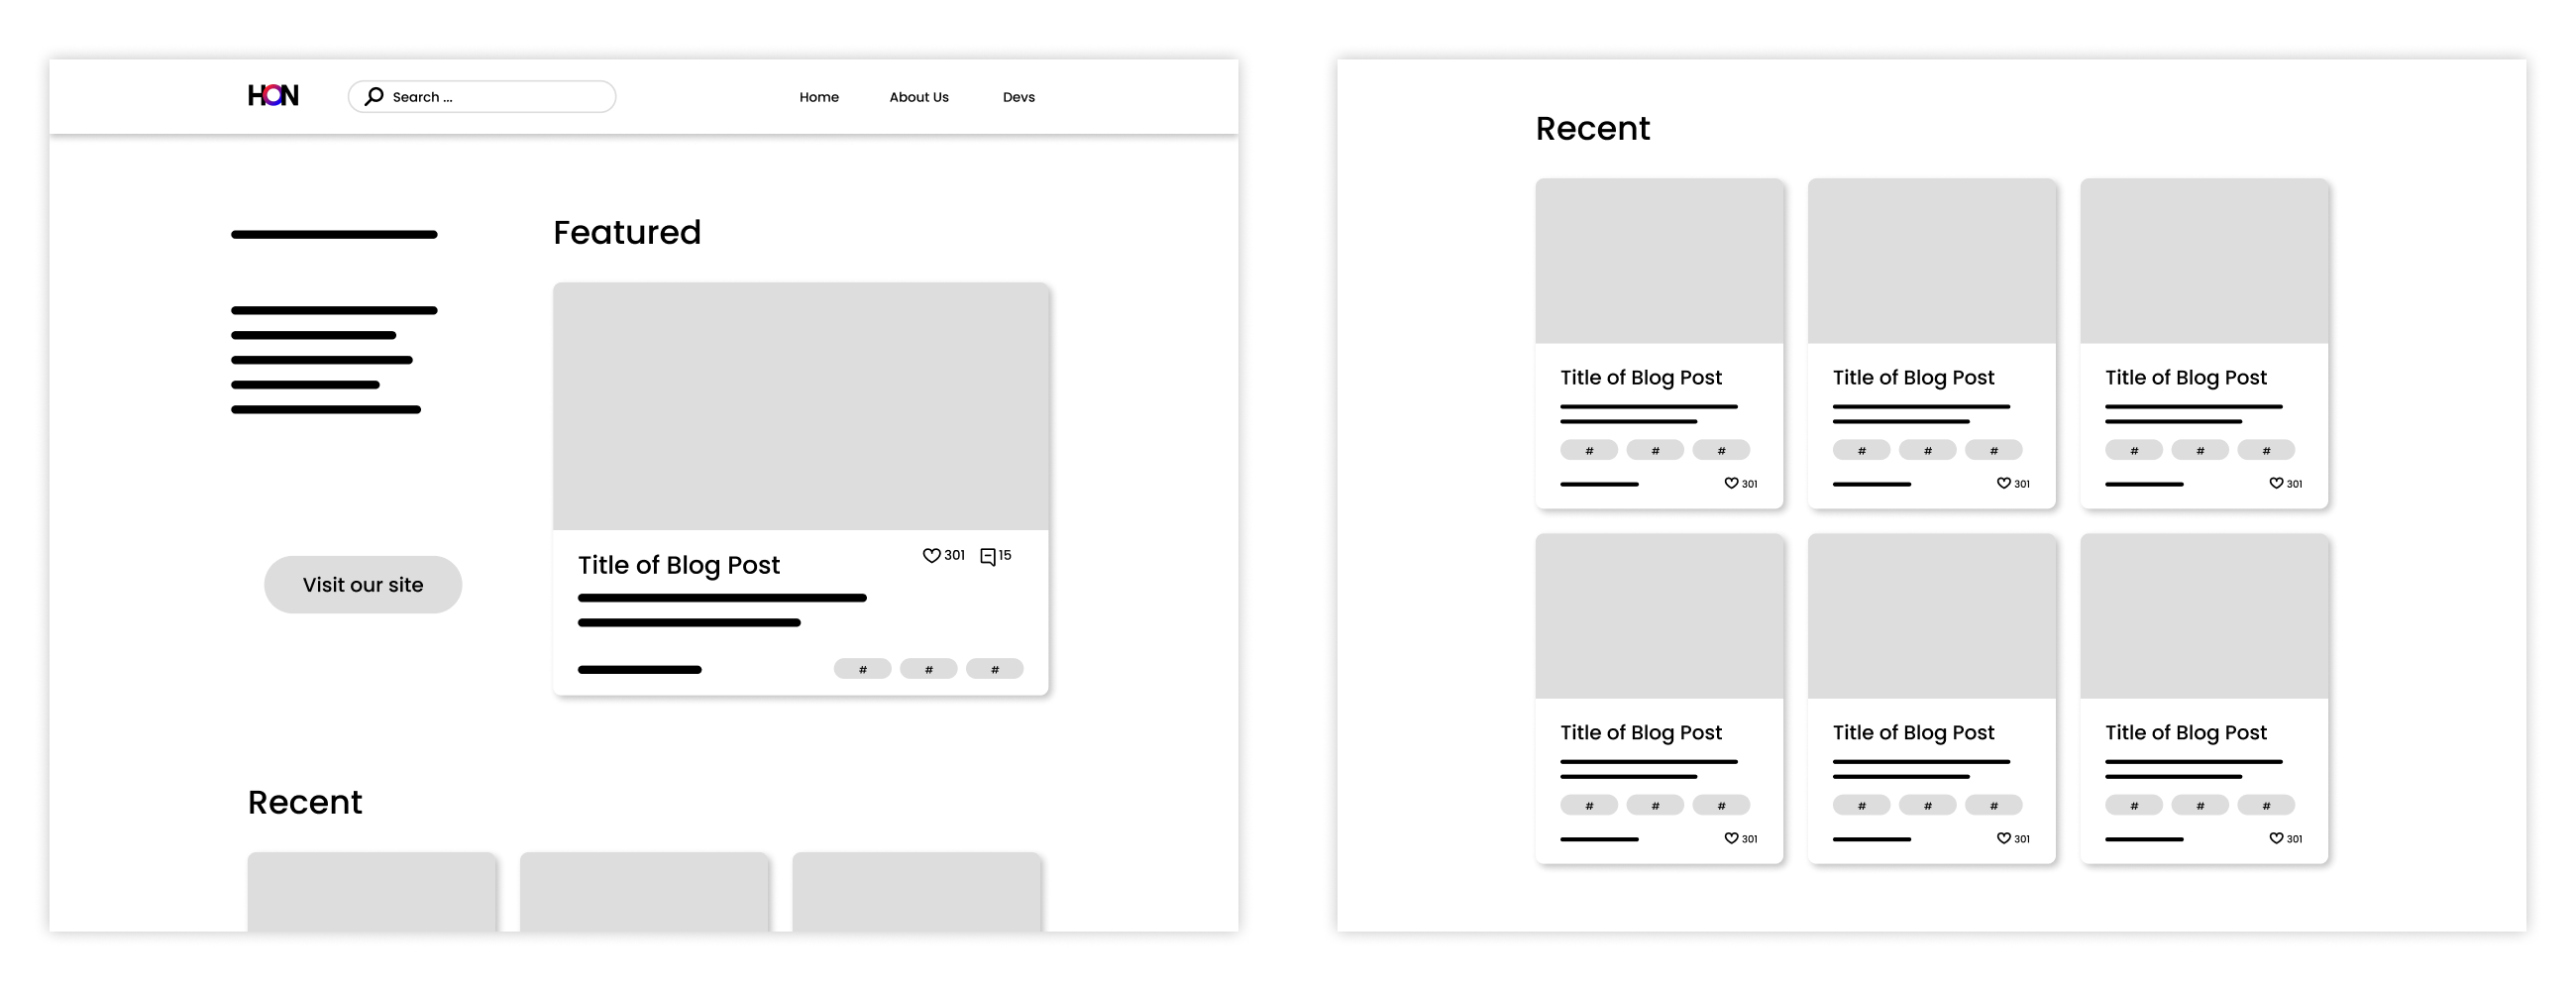 HON
Search ...
Home About Us Devs
Featured
Title of Blog Post
301 15
Visit our site
# # #
Recent
Recent
Title of Blog Post
# # #
301
Title of Blog Post
# # #
301
Title of Blog Post
# # #
301
Title of Blog Post
# # #
301
Title of Blog Post
# # #
301
Title of Blog Post
# # #
301